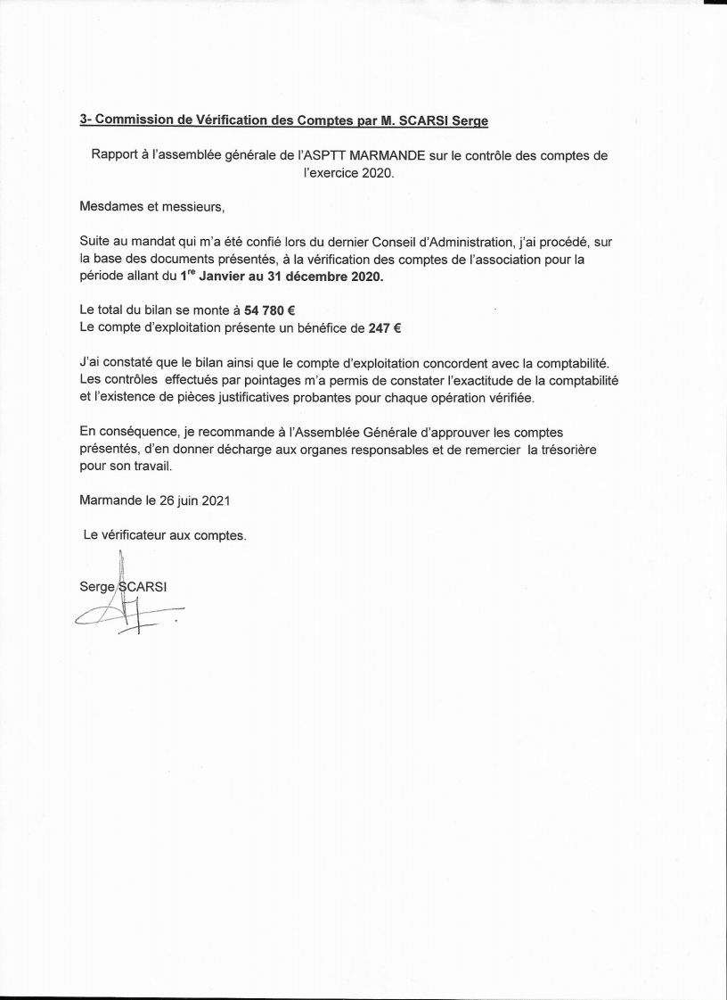 3- Commission de Vérification des Comptes par M. SCARSI Serge
Rapport à l'assemblée générale de l'ASPTT MARMANDE sur le contrôle des comptes de
l'exercice 2020.
Mesdames et messieurs,
Suite au mandat qui m'a été confié lors du dernier Conseil d'Administration, j'ai procédé, sur
la base des documents présentés, à la vérification des comptes de l'association pour la
période allant du 1re Janvier au 31 décembre 2020.
Le total du bilan se monte à 54 780 €
Le compte d'exploitation présente un bénéfice de 247 €
J'ai constaté que le bilan ainsi que le compte d'exploitation concordent avec la comptabilité.
Les contrôles  effectués par pointages m'a permis de constater l'exactitude de la comptabilité
et l'existence de pièces justificatives probantes pour chaque opération vérifiée.
En conséquence, je recommande à l'Assemblée Générale d'approuver les comptes
présentés, d'en donner décharge aux organes responsables et de remercier  la trésorière
pour son travail.
Marmande le 26 juin 2021
Le vérificateur aux comptes.
Serge SCARSI